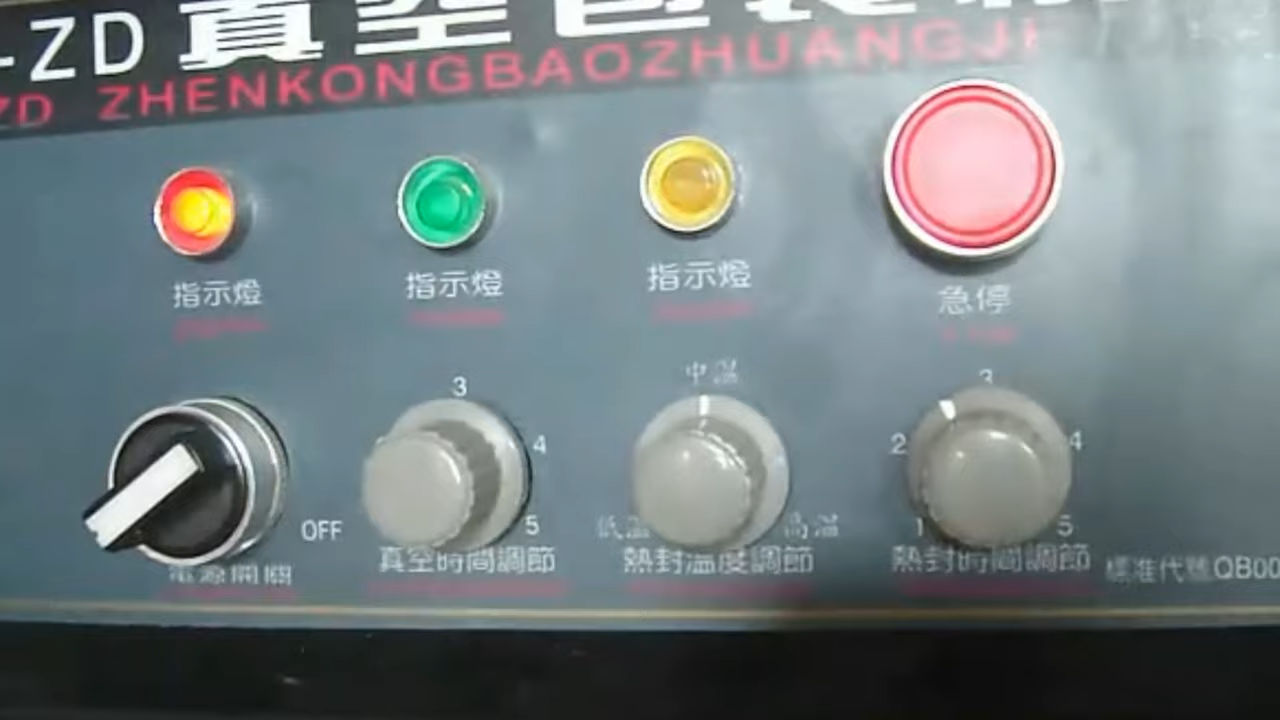 -ZD 真空包装机
ZD ZHENKONGBAOZHUANGJI
指示燈 指示燈 指示燈 急停
3 中溫 3
4 2 4
OFF 5 低溫 高溫 1 5
電源開關 真空時間調節 熱封溫度調節 熱封時間調節 標准代號QB00